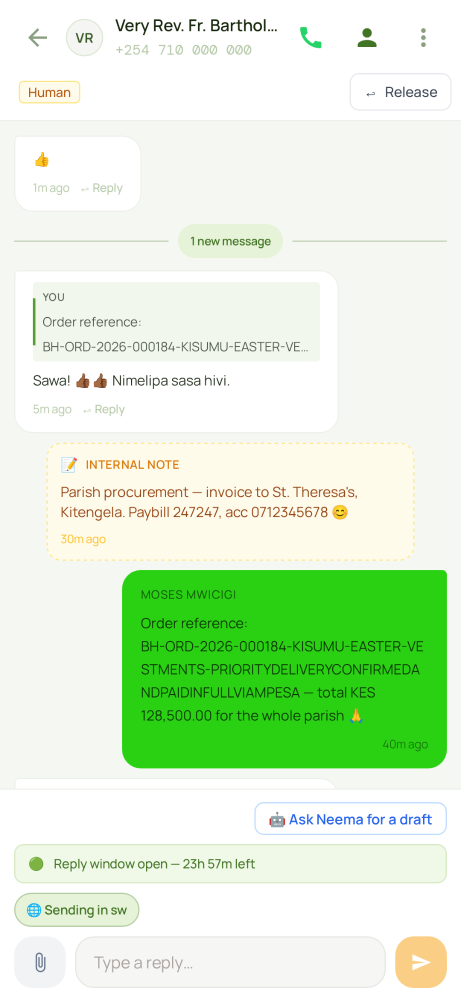 VR
Very Rev. Fr. Barthol...
+254 710 000 000
Human
↩ Release
👍
1m ago ↩ Reply
1 new message
YOU
Order reference:
BH-ORD-2026-000184-KISUMU-EASTER-VE...
Sawa! 👍🏾👍🏾 Nimelipa sasa hivi.
5m ago ↩ Reply
📝 INTERNAL NOTE
Parish procurement — invoice to St. Theresa's,
Kitengela. Paybill 247247, acc 0712345678 😊
30m ago
MOSES MWICIGI
Order reference:
BH-ORD-2026-000184-KISUMU-EASTER-VE
STMENTS-PRIORITYDELIVERYCONFIRMEDA
NDPAIDINFULLVIAMPESA — total KES
128,500.00 for the whole parish 🙏
40m ago
🤖 Ask Neema for a draft
🟢 Reply window open — 23h 57m left
🌐 Sending in sw
Type a reply...